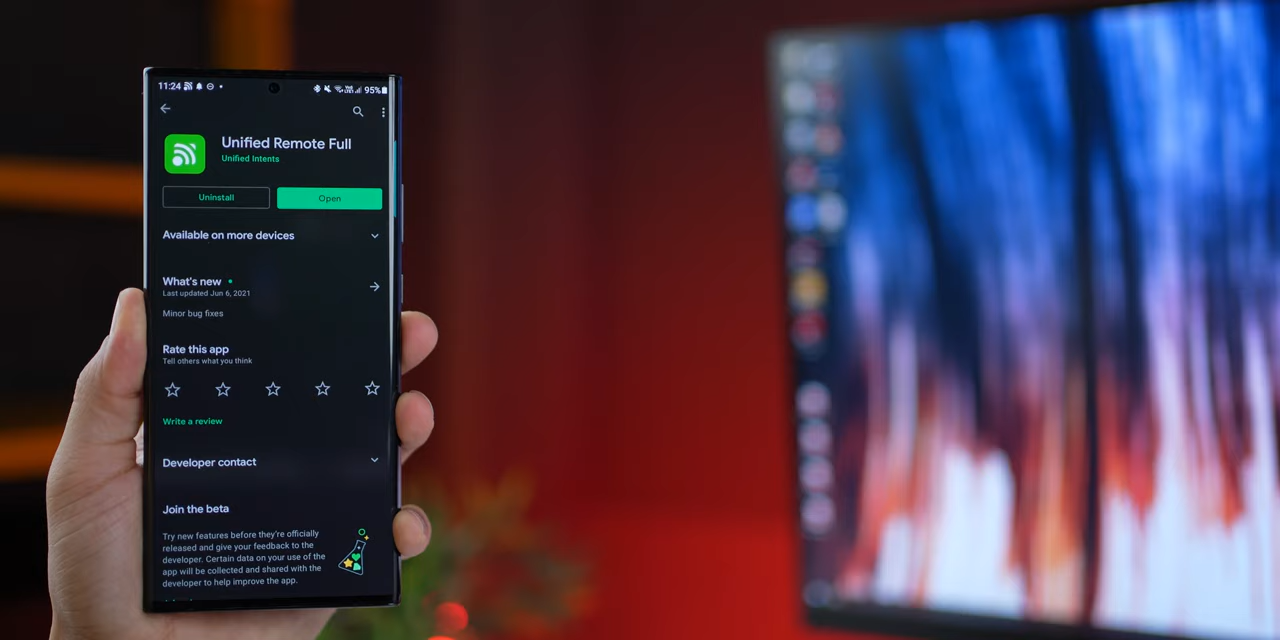 11:24
95%
Unified Remote Full
Unified Intents
Uninstall
Open
Available on more devices
What's new
Last updated Jun 6, 2021
Minor bug fixes
Rate this app
Tell others what you think
Write a review
Developer contact
Join the beta
Try new features before they're officially
released and give your feedback to the
developer. Certain data on your use of the
app will be collected and shared with the
developer to help improve the app.